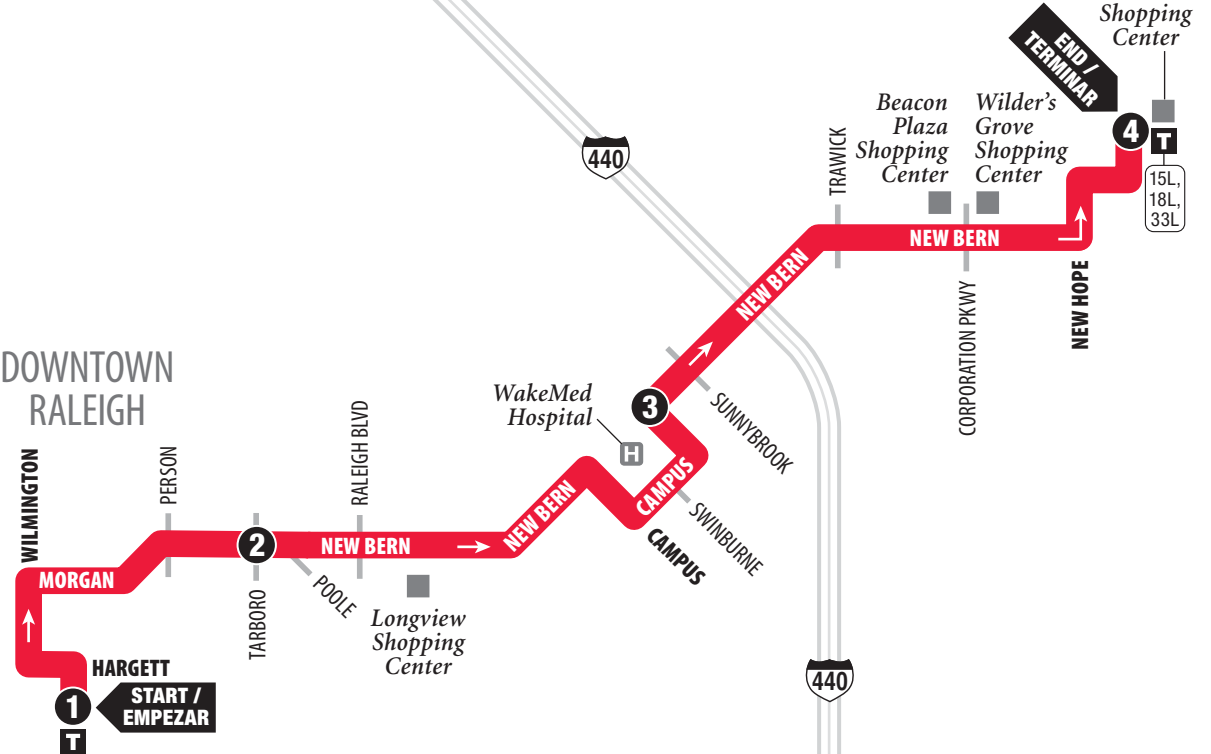 Shopping
Center
END /
TERMINAR
4
T
15L,
18L,
33L
Beacon
Plaza
Shopping
Center
Wilder's
Grove
Shopping
Center
440
TRAWICK
NEW BERN
NEW HOPE
CORPORATION PKWY
NEW BERN
DOWNTOWN
RALEIGH
WakeMed
Hospital
H
3
SUNNYBROOK
SWINBURNE
CAMPUS
CAMPUS
NEW BERN
RALEIGH BLVD
PERSON
WILMINGTON
MORGAN
2
NEW BERN
TARBORO
POOLE
Longview
Shopping
Center
HARGETT
1
START /
EMPEZAR
T
440